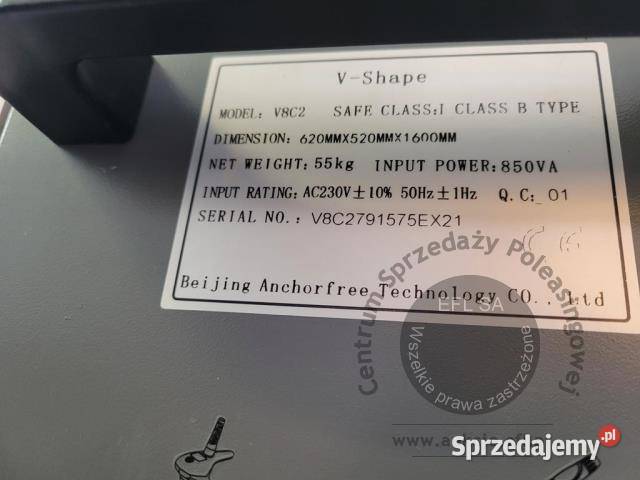 V-Shape
MODEL: V8C2 SAFE CLASS:I CLASS B TYPE
DIMENSION: 620MMX520MMX1600MM
NET WEIGHT: 55kg INPUT POWER: 850VA
INPUT RATING: AC230V±10% 50Hz±1Hz Q.C: 01
SERIAL NO.: V8C2791575EX21
CE
Beijing Anchorfree Technology CO., Ltd
Centrum Sprzedaży Poleasingowej
EFL SA
Wszelkie prawa zastrzeżone
Sprzedajemy.pl